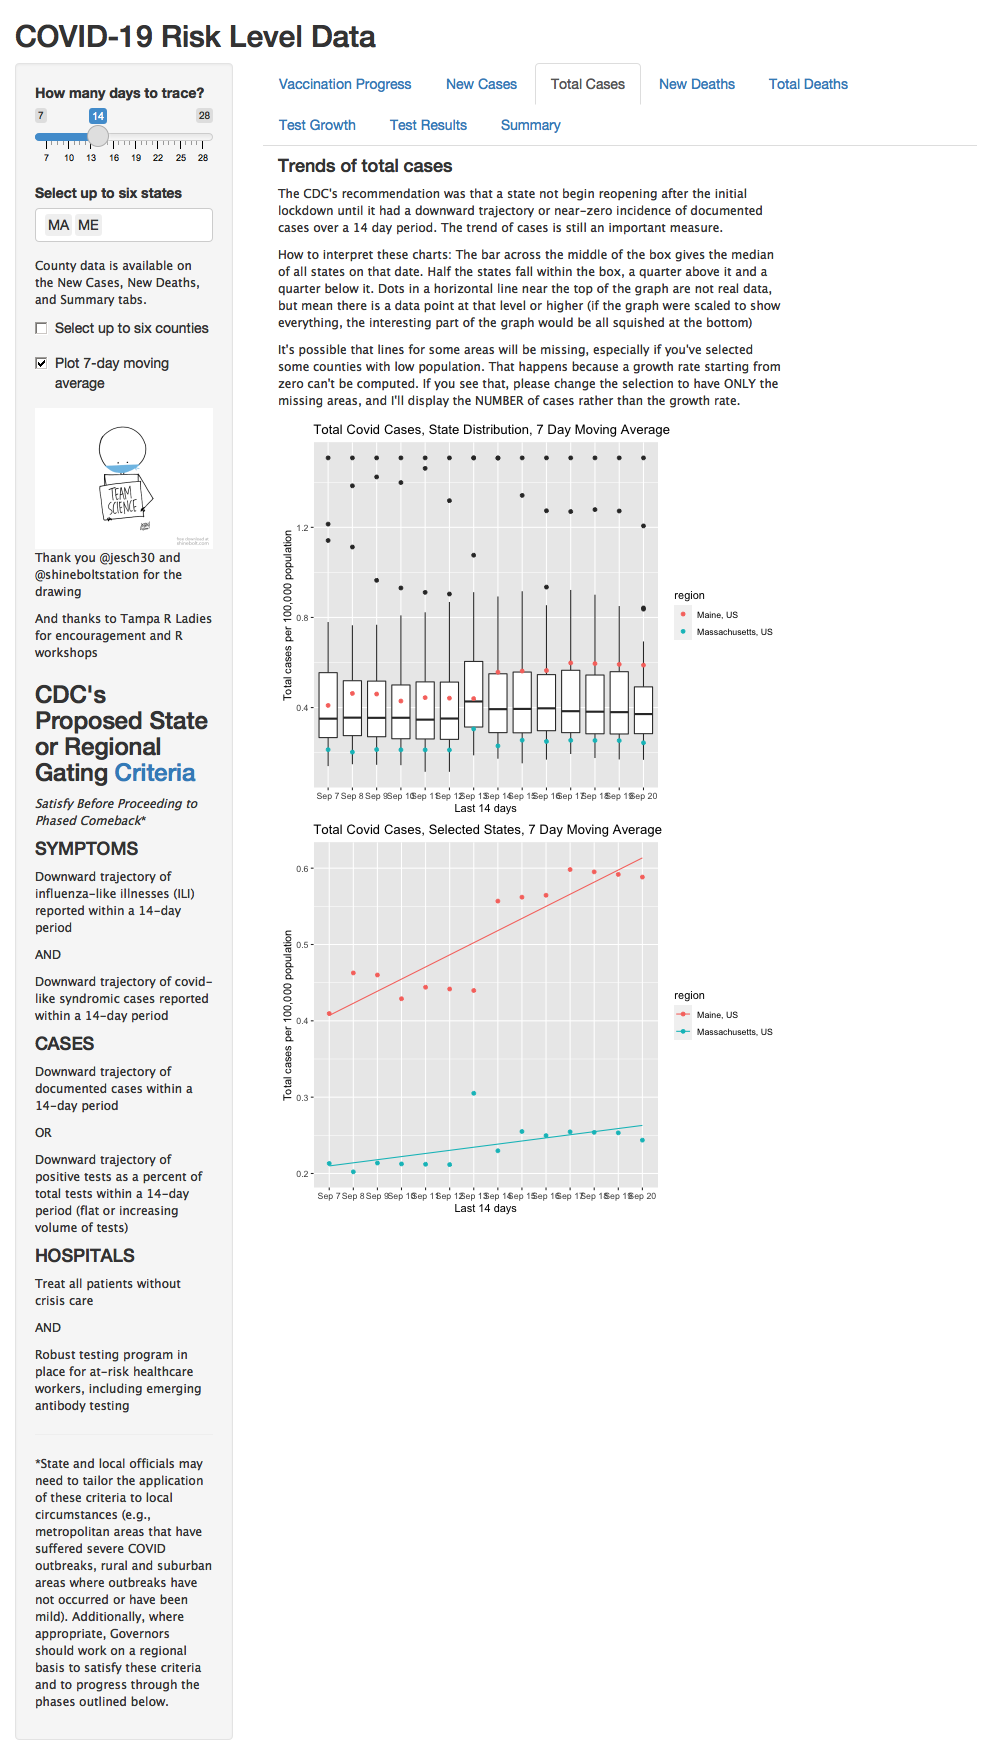 COVID-19 Risk Level Data
How many days to trace?
7 14 28
7 10 13 16 19 22 25 28
Select up to six states
MA ME
County data is available on
the New Cases, New Deaths,
and Summary tabs.
Select up to six counties
Plot 7-day moving
average
TEAM
SCIENCE
Thank you @jesch30 and
@shineboltstation for the
drawing
And thanks to Tampa R Ladies
for encouragement and R
workshops
CDC's
Proposed State
or Regional
Gating Criteria
Satisfy Before Proceeding to
Phased Comeback*
SYMPTOMS
Downward trajectory of
influenza-like illnesses (ILI)
reported within a 14-day
period
AND
Downward trajectory of covid-
like syndromic cases reported
within a 14-day period
CASES
Downward trajectory of
documented cases within a
14-day period
OR
Downward trajectory of
positive tests as a percent of
total tests within a 14-day
period (flat or increasing
volume of tests)
HOSPITALS
Treat all patients without
crisis care
AND
Robust testing program in
place for at-risk healthcare
workers, including emerging
antibody testing
*State and local officials may
need to tailor the application
of these criteria to local
circumstances (e.g.,
metropolitan areas that have
suffered severe COVID
outbreaks, rural and suburban
areas where outbreaks have
not occurred or have been
mild). Additionally, where
appropriate, Governors
should work on a regional
basis to satisfy these criteria
and to progress through the
phases outlined below.
Vaccination Progress New Cases Total Cases New Deaths Total Deaths
Test Growth Test Results Summary
Trends of total cases
The CDC's recommendation was that a state not begin reopening after the initial
lockdown until it had a downward trajectory or near-zero incidence of documented
cases over a 14 day period. The trend of cases is still an important measure.
How to interpret these charts: The bar across the middle of the box gives the median
of all states on that date. Half the states fall within the box, a quarter above it and a
quarter below it. Dots in a horizontal line near the top of the graph are not real data,
but mean there is a data point at that level or higher (if the graph were scaled to show
everything, the interesting part of the graph would be all squished at the bottom)
It's possible that lines for some areas will be missing, especially if you've selected
some counties with low population. That happens because a growth rate starting from
zero can't be computed. If you see that, please change the selection to have ONLY the
missing areas, and I'll display the NUMBER of cases rather than the growth rate.
Total Covid Cases, State Distribution, 7 Day Moving Average
Total cases per 100,000 population
1.2
0.8
0.4
Sep 7 Sep 8 Sep 9 Sep 10 Sep 11 Sep 12 Sep 13 Sep 14 Sep 15 Sep 16 Sep 17 Sep 18 Sep 19 Sep 20
Last 14 days
region
Maine, US
Massachusetts, US
Total Covid Cases, Selected States, 7 Day Moving Average
Total cases per 100,000 population
0.6
0.5
0.4
0.3
0.2
Sep 7 Sep 8 Sep 9 Sep 10 Sep 11 Sep 12 Sep 13 Sep 14 Sep 15 Sep 16 Sep 17 Sep 18 Sep 19 Sep 20
Last 14 days
region
Maine, US
Massachusetts, US